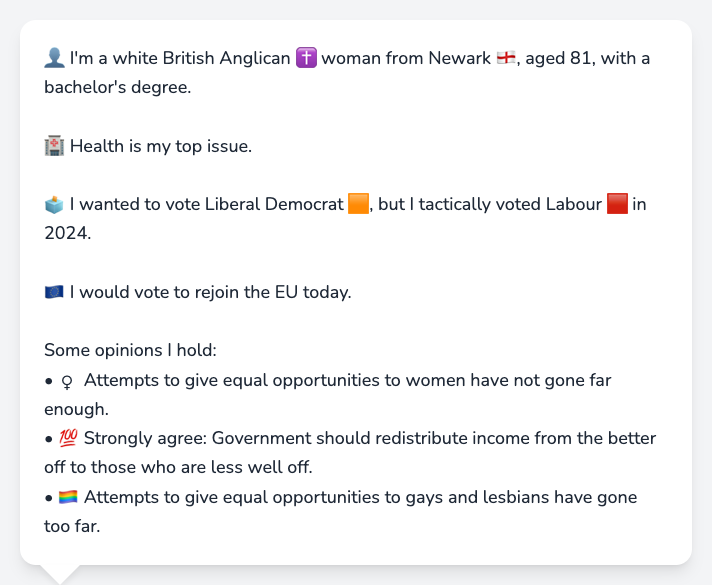 👤 I'm a white British Anglican ✝️ woman from Newark 🏴󠁧󠁢󠁥󠁮󠁧󠁿, aged 81, with a
bachelor's degree.
🏥 Health is my top issue.
🗳️ I wanted to vote Liberal Democrat 🟧, but I tactically voted Labour 🟥 in
2024.
🇪🇺 I would vote to rejoin the EU today.
Some opinions I hold:
• ♀ Attempts to give equal opportunities to women have not gone far
enough.
• 💯 Strongly agree: Government should redistribute income from the better
off to those who are less well off.
• 🏳️‍🌈 Attempts to give equal opportunities to gays and lesbians have gone
too far.